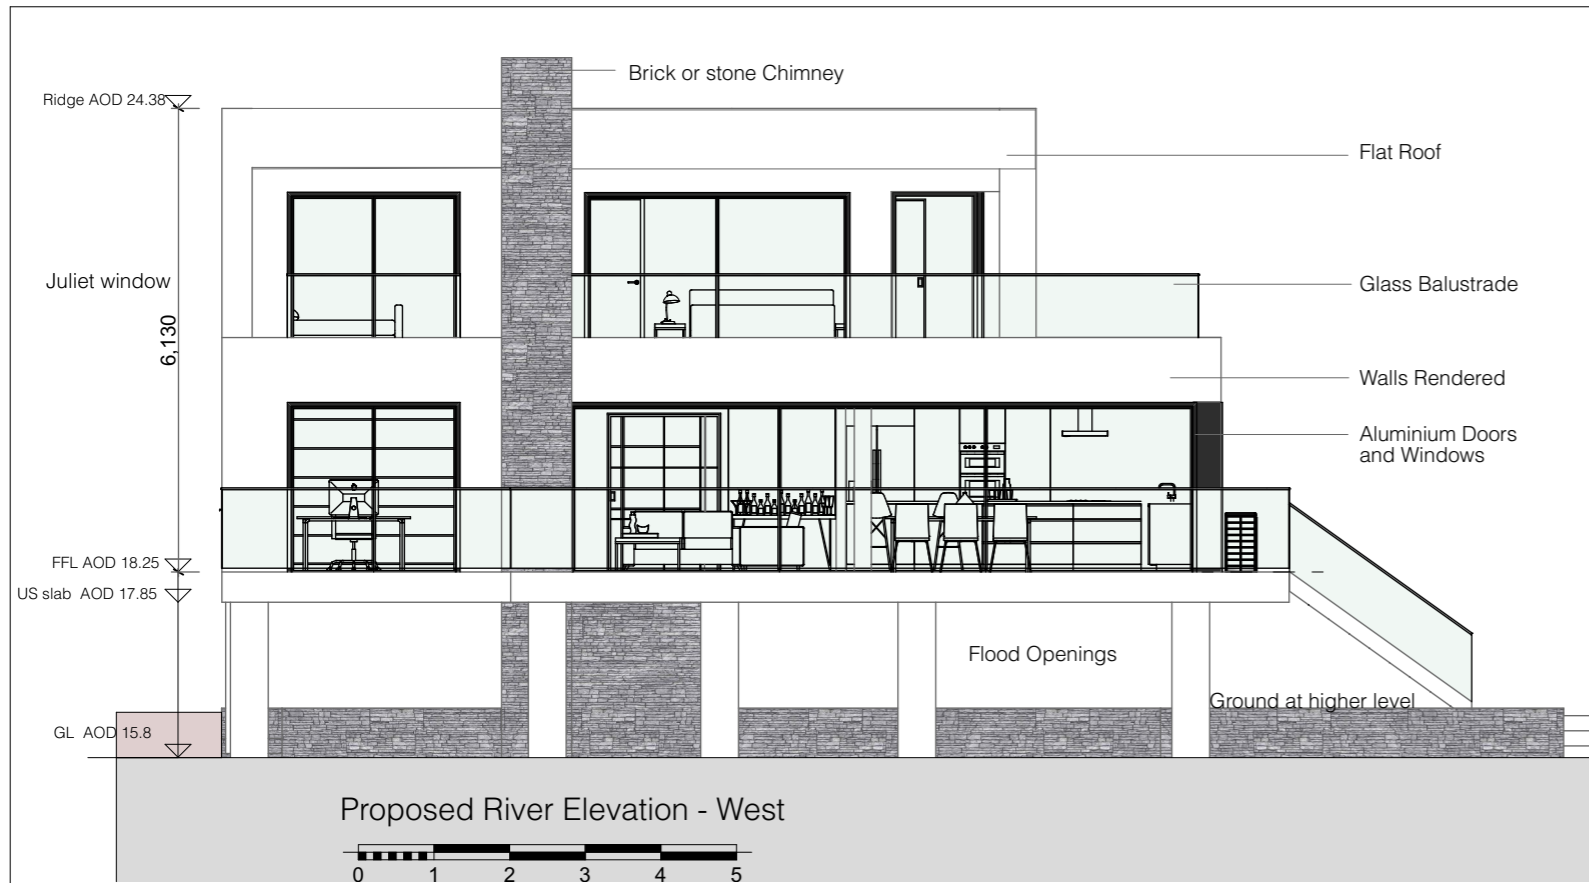 Brick or stone Chimney
Ridge AOD 24.38
Flat Roof
Juliet window
Glass Balustrade
6,130
Walls Rendered
Aluminium Doors
and Windows
FFL AOD 18.25
US slab AOD 17.85
Flood Openings
Ground at higher level
GL AOD 15.8
Proposed River Elevation - West
0 1 2 3 4 5